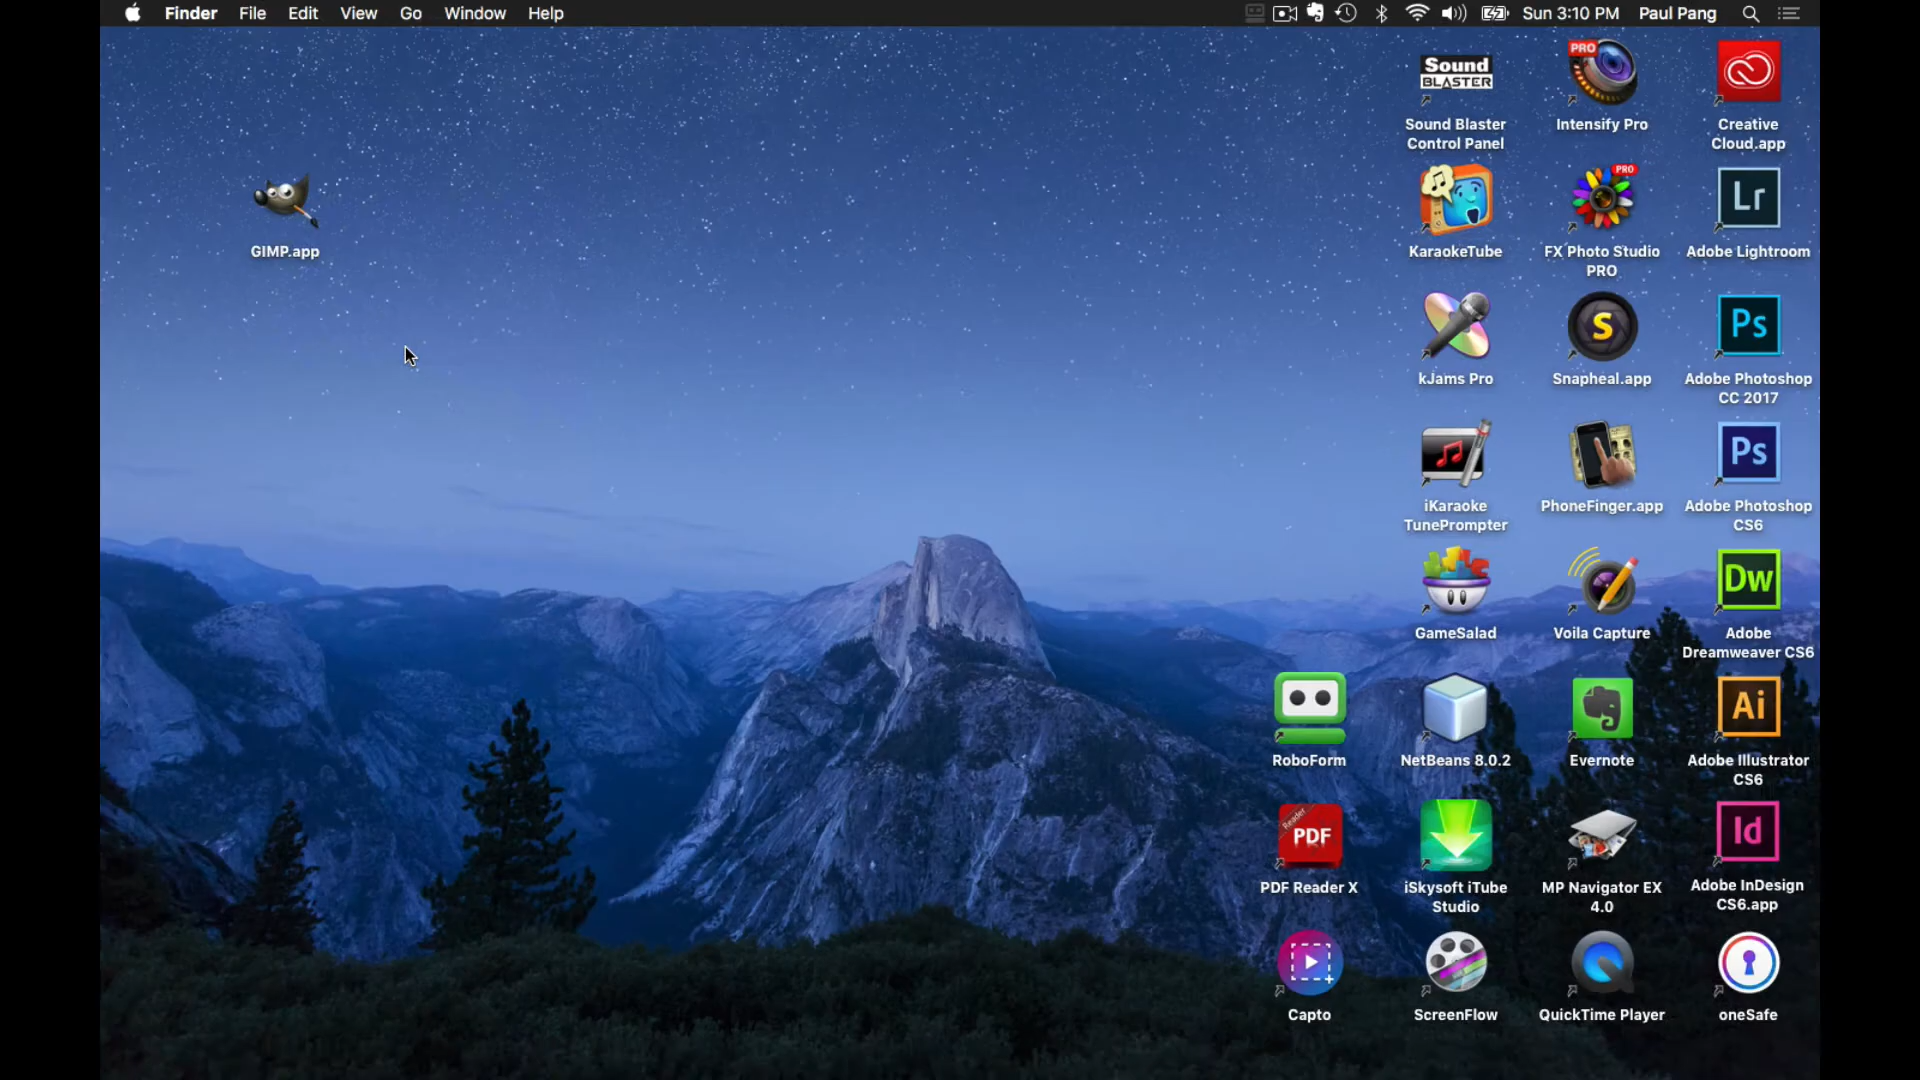 Finder File Edit View Go Window Help Sun 3:10 PM Paul Pang
GIMP.app
Sound
BLASTER
Sound Blaster
Control Panel
PRO
Intensify Pro
Creative
Cloud.app
KaraokeTube
PRO
FX Photo Studio
PRO
Lr
Adobe Lightroom
kJams Pro
S
Snapheal.app
Ps
Adobe Photoshop
CC 2017
iKaraoke
TunePrompter
PhoneFinger.app
Ps
Adobe Photoshop
CS6
GameSalad
Voila Capture
Dw
Adobe
Dreamweaver CS6
RoboForm
NetBeans 8.0.2
Evernote
Ai
Adobe Illustrator
CS6
Reader
PDF
PDF Reader X
iSkysoft iTube
Studio
MP Navigator EX
4.0
Id
Adobe InDesign
CS6.app
Capto
ScreenFlow
QuickTime Player
oneSafe